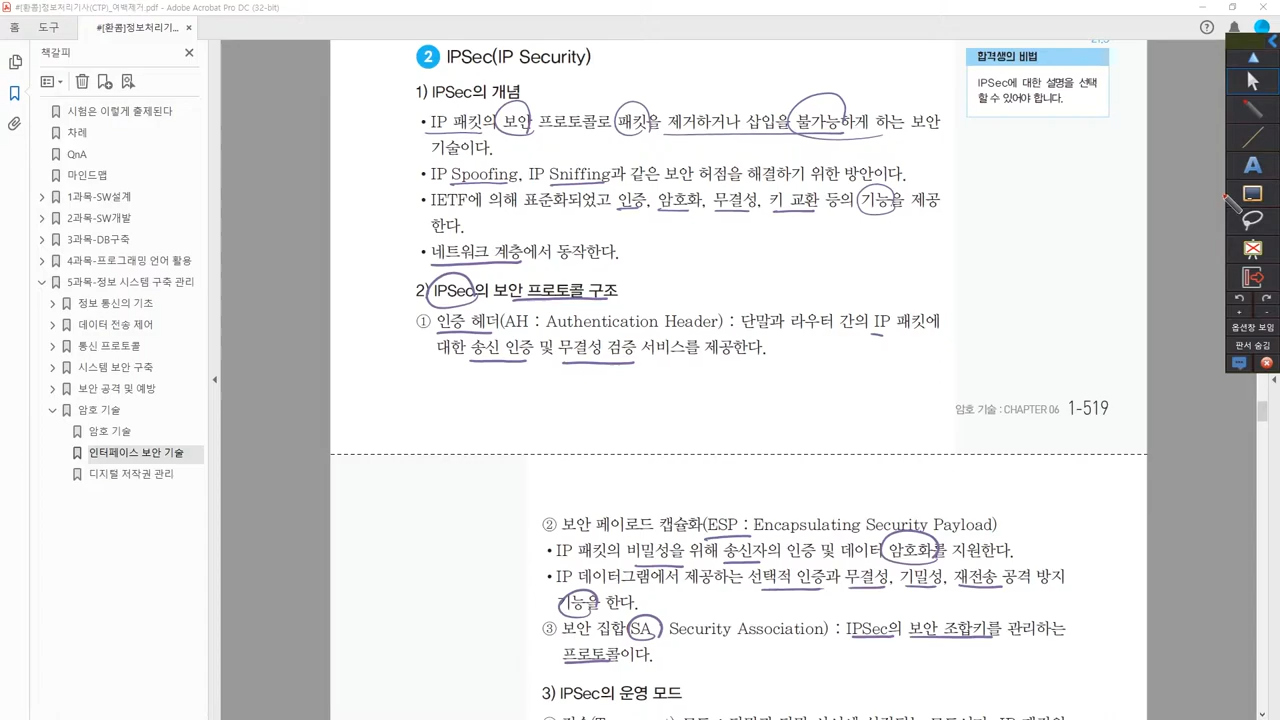 #[환콤]정보처리기사(CTP)_여백제거.pdf - Adobe Acrobat Pro DC (32-bit)
홈 도구 #[환콤]정보처리기... ×
책갈피
시험은 이렇게 출제된다
차례
QnA
마인드맵
1과목-SW설계
2과목-SW개발
3과목-DB구축
4과목-프로그래밍 언어 활용
5과목-정보 시스템 구축 관리
정보 통신의 기초
데이터 전송 제어
통신 프로토콜
시스템 보안 구축
보안 공격 및 예방
암호 기술
암호 기술
인터페이스 보안 기술
디지털 저작권 관리
2 IPSec(IP Security)
1) IPSec의 개념
• IP 패킷의 보안 프로토콜로 패킷을 제거하거나 삽입을 불가능하게 하는 보안
기술이다.
• IP Spoofing, IP Sniffing과 같은 보안 허점을 해결하기 위한 방안이다.
• IETF에 의해 표준화되었고 인증, 암호화, 무결성, 키 교환 등의 기능을 제공
한다.
• 네트워크 계층에서 동작한다.
2) IPSec의 보안 프로토콜 구조
① 인증 헤더(AH : Authentication Header) : 단말과 라우터 간의 IP 패킷에
대한 송신 인증 및 무결성 검증 서비스를 제공한다.
합격생의 비법
IPSec에 대한 설명을 선택
할 수 있어야 합니다.
암호 기술 : CHAPTER 06 1-519
② 보안 페이로드 캡슐화(ESP : Encapsulating Security Payload)
• IP 패킷의 비밀성을 위해 송신자의 인증 및 데이터 암호화를 지원한다.
• IP 데이터그램에서 제공하는 선택적 인증과 무결성, 기밀성, 재전송 공격 방지
기능을 한다.
③ 보안 집합(SA Security Association) : IPSec의 보안 조합키를 관리하는
프로토콜이다.
3) IPSec의 운영 모드
옵션창 보임
판서 숨김